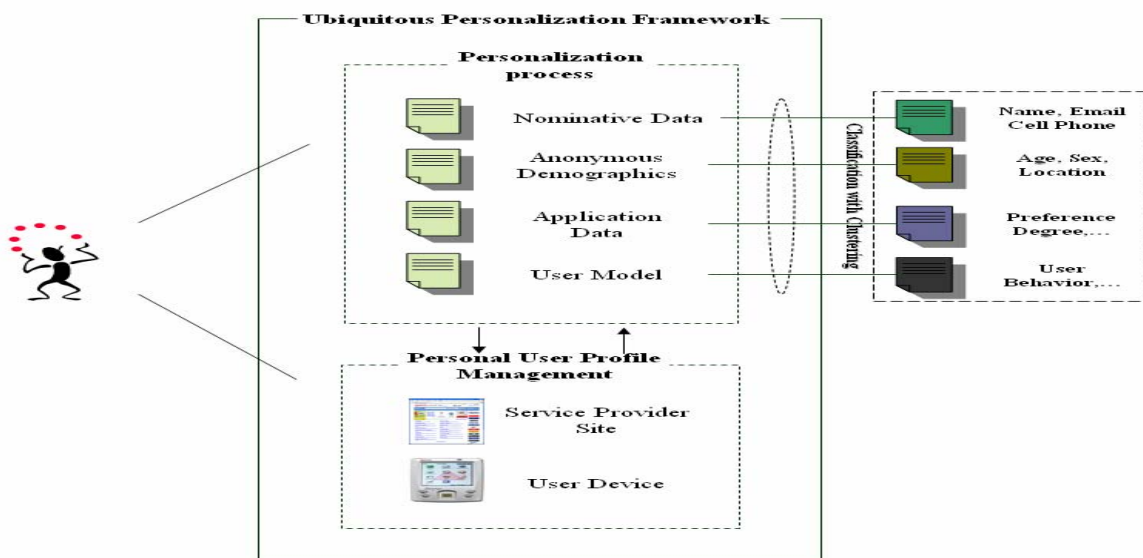 Ubiquitous Personalization Framework
Personalization
process
Nominative Data
Anonymous
Demographics
Application
Data
User Model
Classification with Clustering
Name, Email
Cell Phone
Age, Sex,
Location
Preference
Degree,...
User
Behavior,...
Personal User Profile
Management
Service Provider
Site
User Device